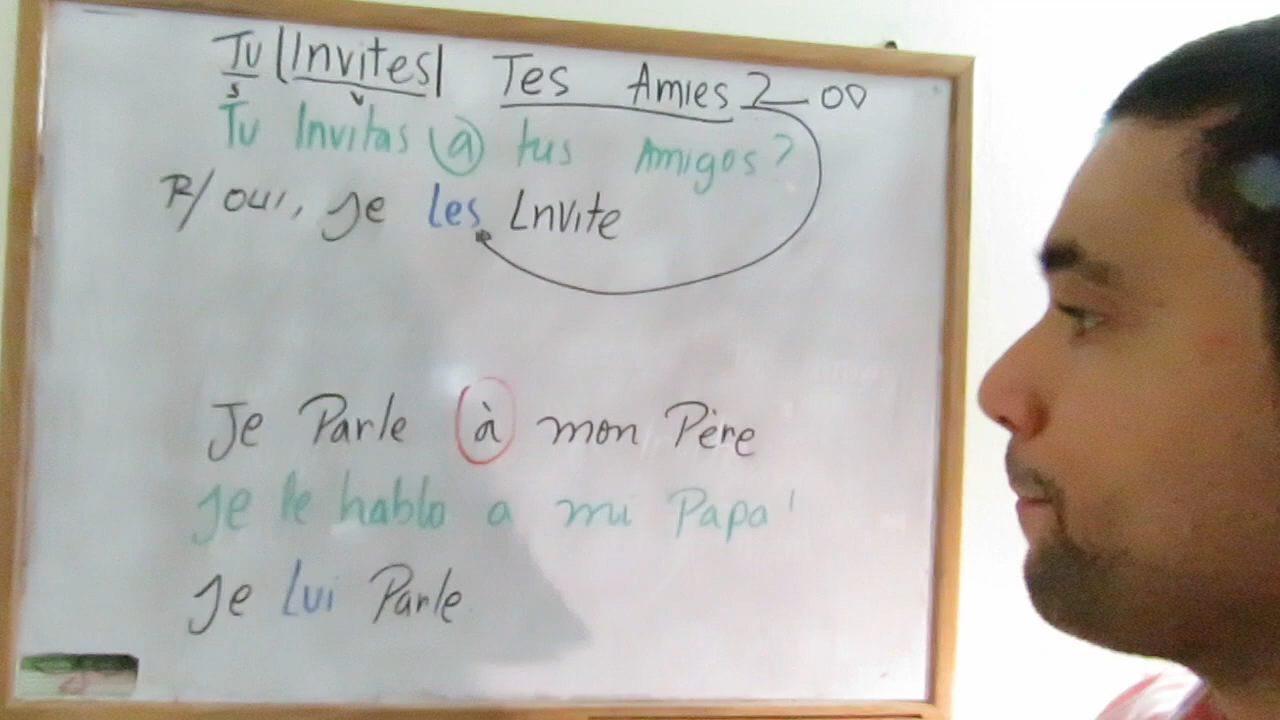 Tu |Invites| Tes Amies ? OD
s v
Tu Invitas (a) tus Amigos?
R/ oui, je les Invite
Je Parle (à) mon Père
je le hablo a mi Papa'
je lui Parle